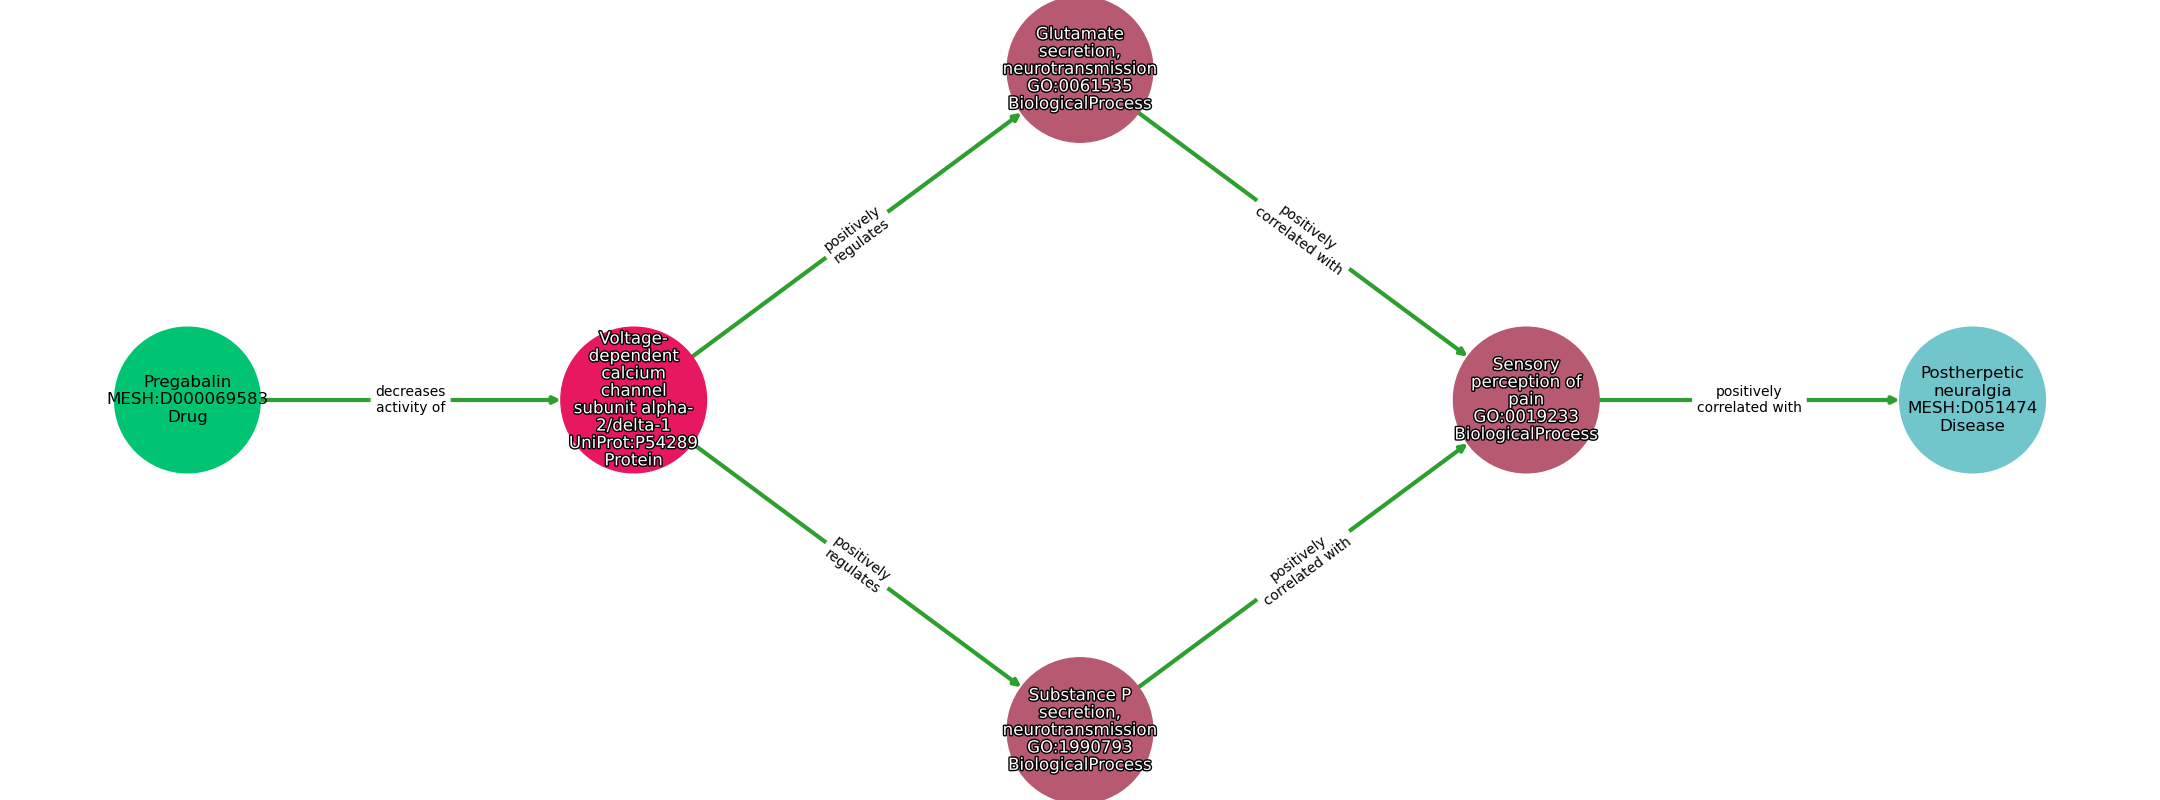 Glutamate
secretion,
neurotransmission
GO:0061535
BiologicalProcess
positively
regulates
positively
correlated with
Pregabalin
MESH:D000069583
Drug
decreases
activity of
Voltage-
dependent
calcium
channel
subunit alpha-
2/delta-1
UniProt:P54289
Protein
Sensory
perception of
pain
GO:0019233
BiologicalProcess
positively
correlated with
Postherpetic
neuralgia
MESH:D051474
Disease
positively
regulates
positively
correlated with
Substance P
secretion,
neurotransmission
GO:1990793
BiologicalProcess